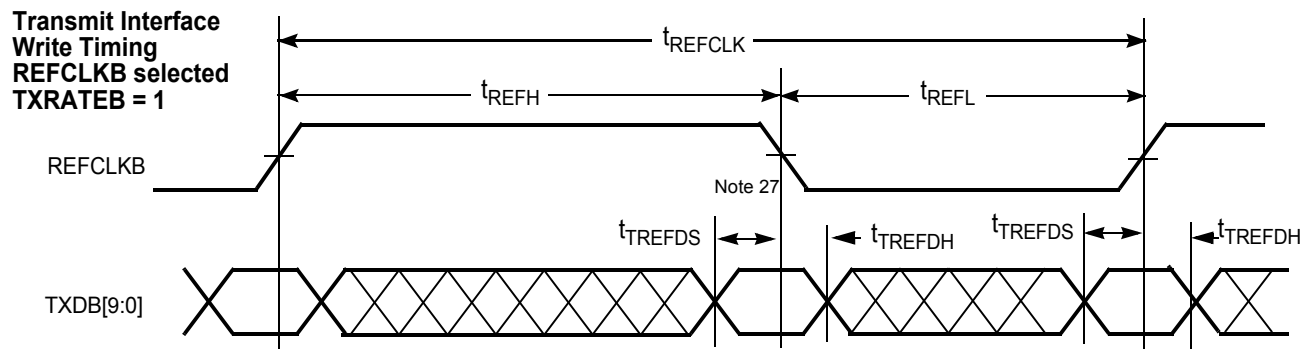 Transmit Interface
Write Timing
REFCLKB selected
TXRATEB = 1
tREFCLK
tREFH
tREFL
REFCLKB
Note 27
tTREFDS
tTREFDH
tTREFDS
tTREFDH
TXDB[9:0]